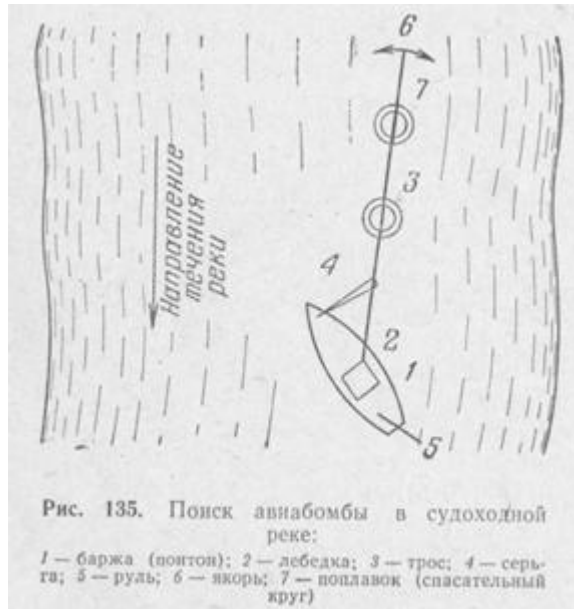 6
7
3
4
Направление
течения
реки
2
1
5
Рис. 135. Поиск авиабомбы в судоходной
реке:
1 — баржа (понтон); 2 — лебедка; 3 — трос; 4 — серь-
га; 5 — руль; 6 — якорь; 7 — поплавок (спасательный
круг)